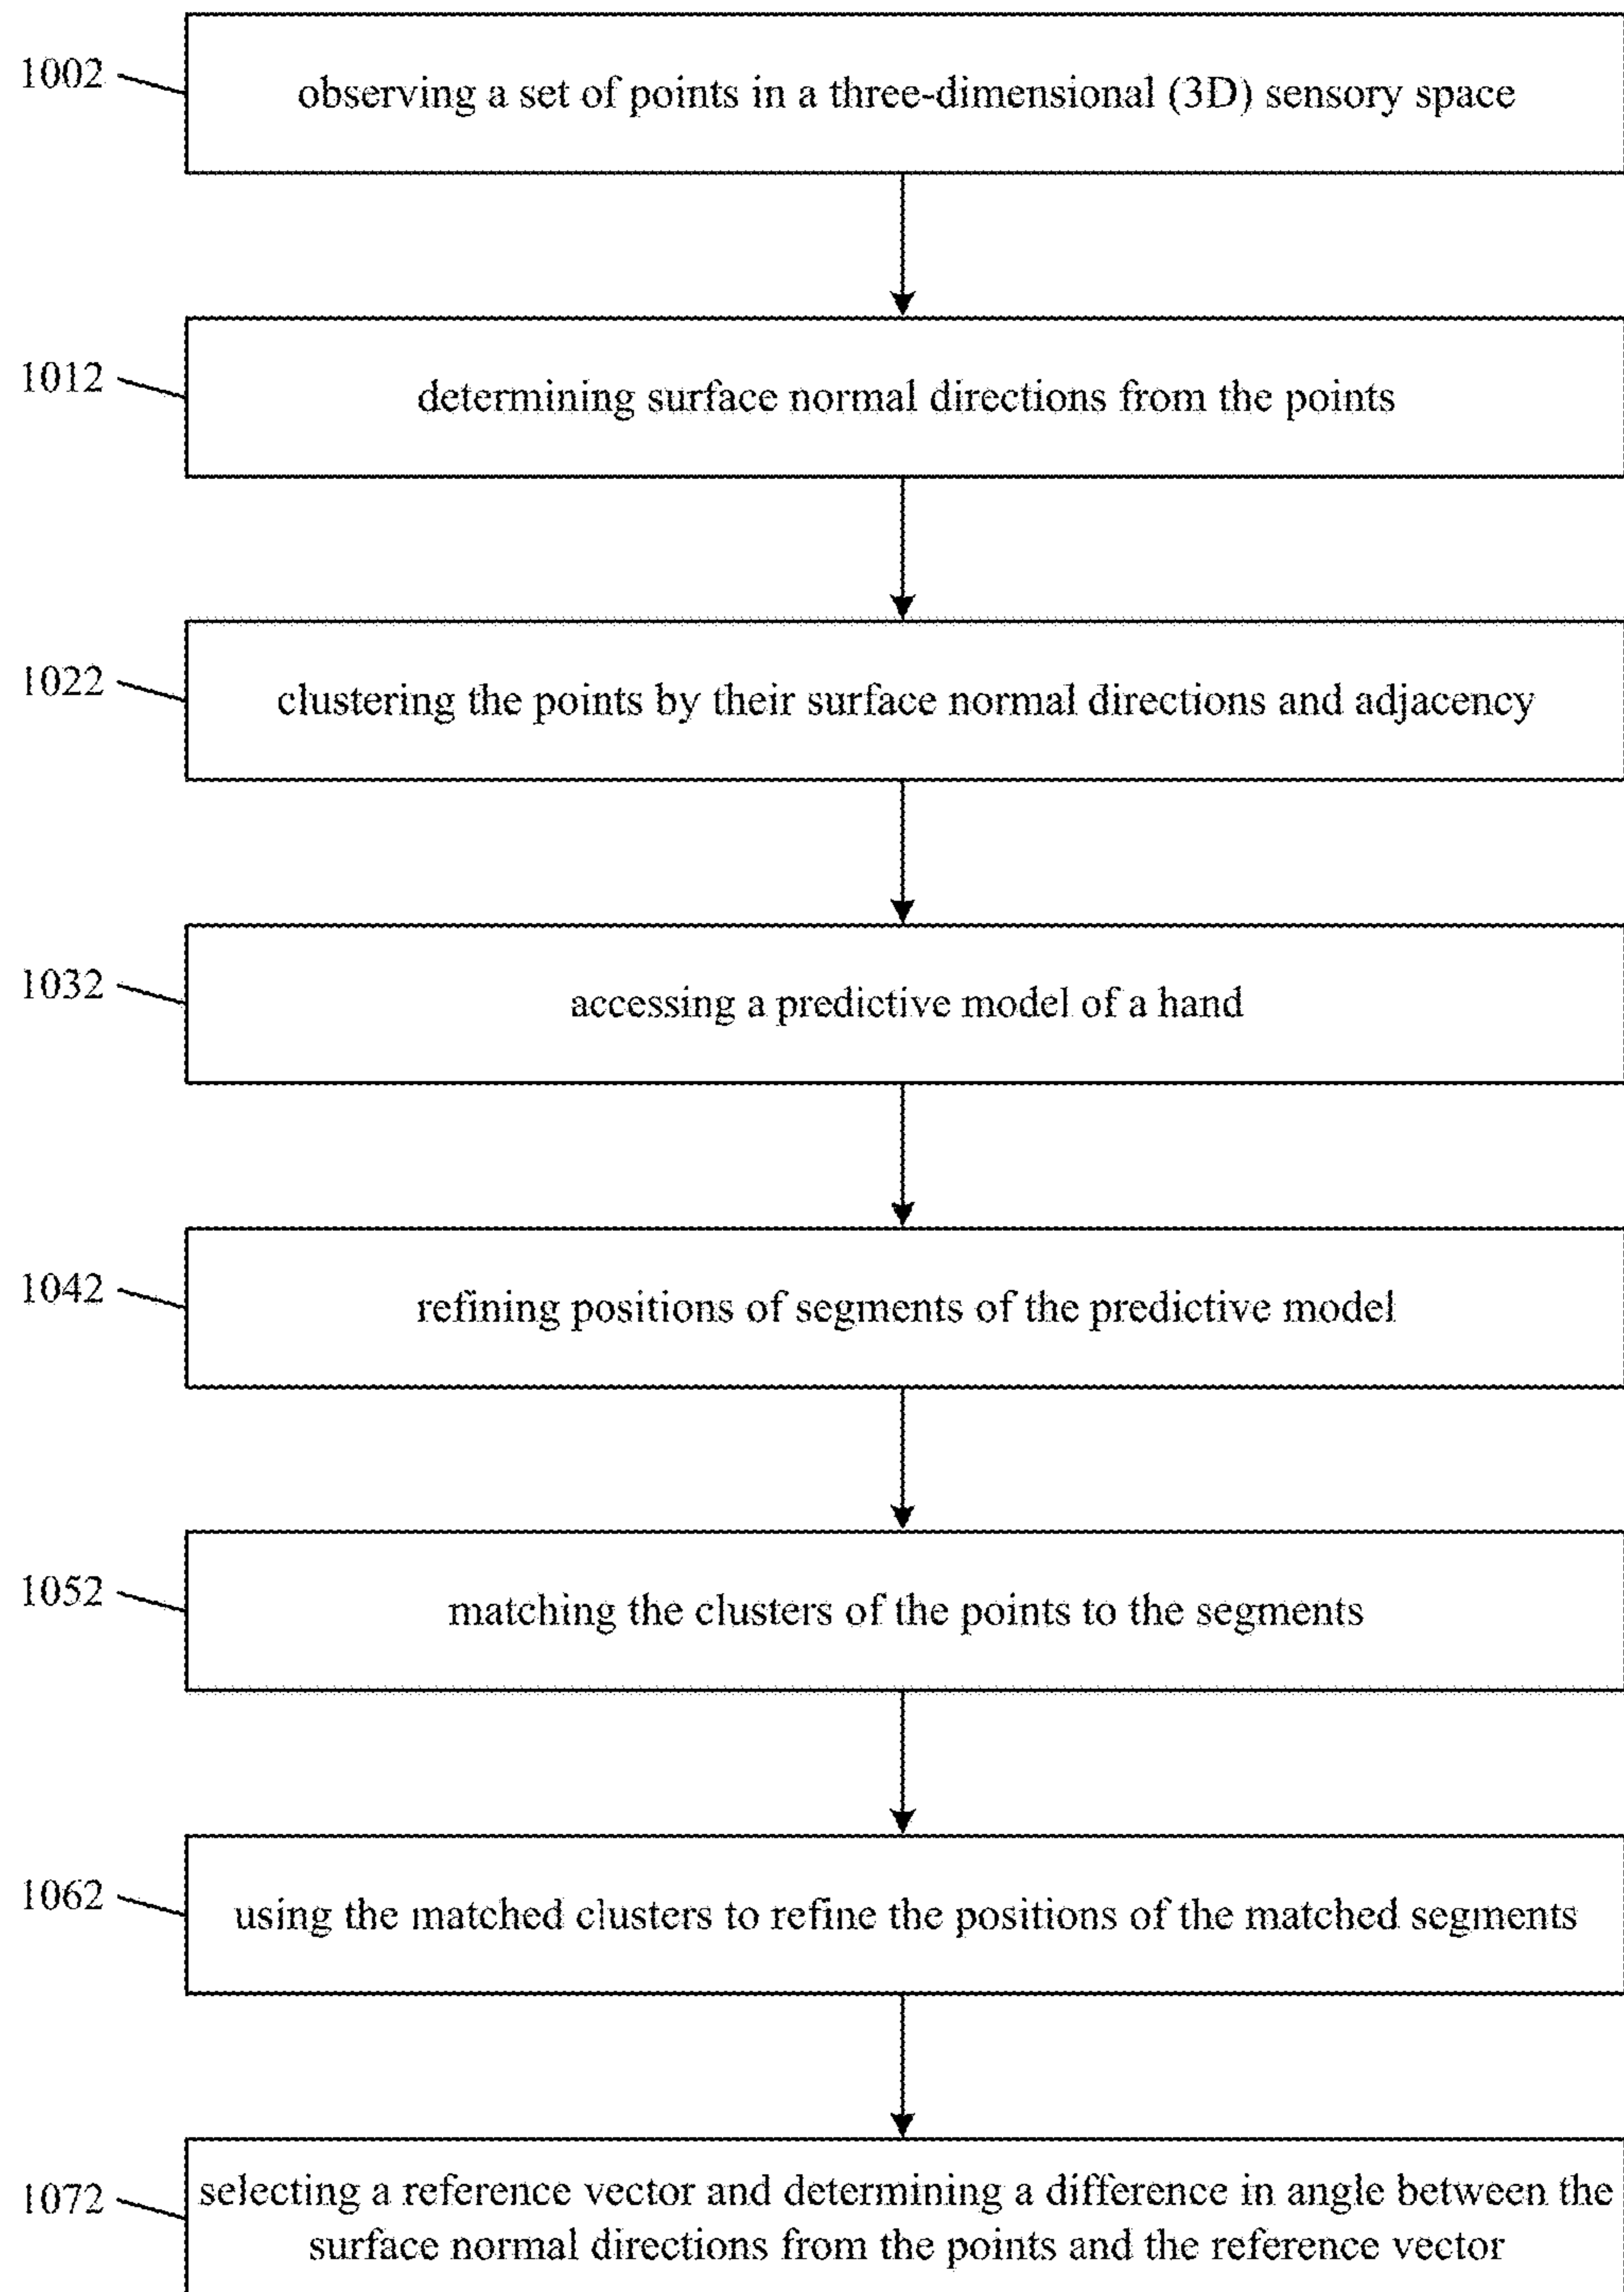 1002
observing a set of points in a three-dimensional (3D) sensory space
1012
determining surface normal directions from the points
1022
clustering the points by their surface normal directions and adjacency
1032
accessing a predictive model of a hand
1042
refining positions of segments of the predictive model
1052
matching the clusters of the points to the segments
1062
using the matched clusters to refine the positions of the matched segments
1072
selecting a reference vector and determining a difference in angle between the
surface normal directions from the points and the reference vector